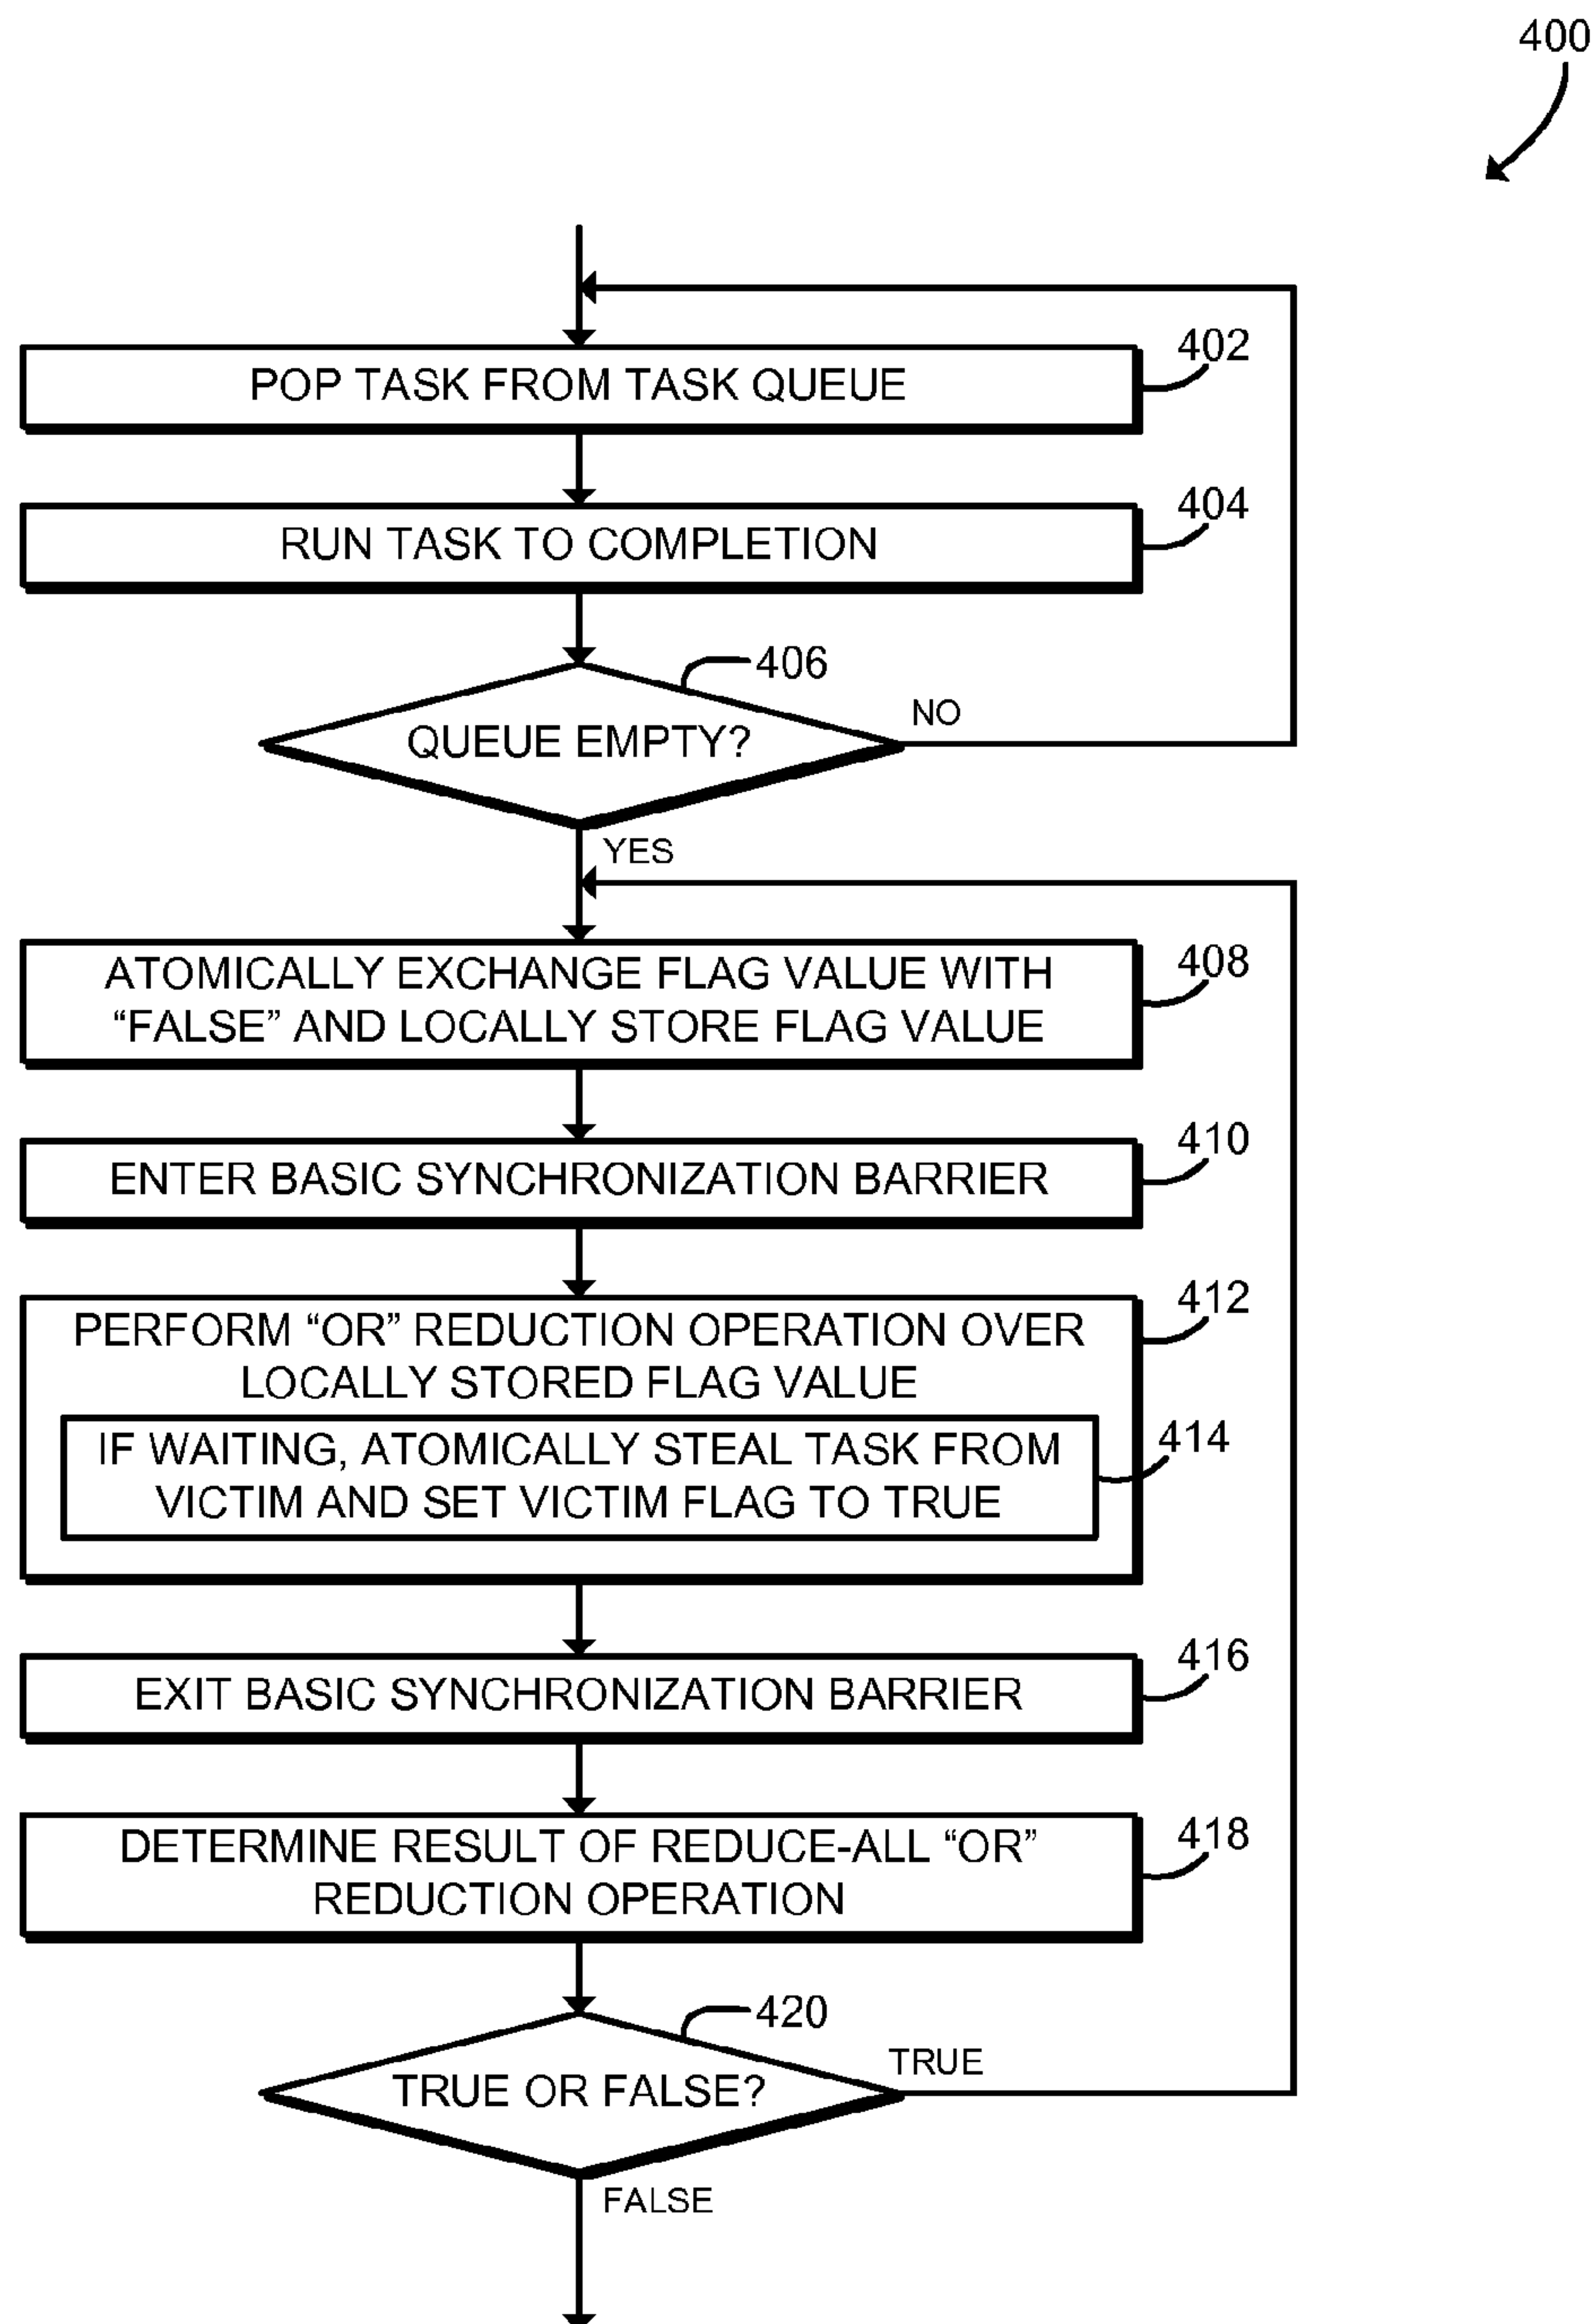 400
POP TASK FROM TASK QUEUE
402
RUN TASK TO COMPLETION
404
406
QUEUE EMPTY?
NO
YES
ATOMICALLY EXCHANGE FLAG VALUE WITH
“FALSE” AND LOCALLY STORE FLAG VALUE
408
ENTER BASIC SYNCHRONIZATION BARRIER
410
PERFORM “OR” REDUCTION OPERATION OVER
LOCALLY STORED FLAG VALUE
412
IF WAITING, ATOMICALLY STEAL TASK FROM
VICTIM AND SET VICTIM FLAG TO TRUE
414
EXIT BASIC SYNCHRONIZATION BARRIER
416
DETERMINE RESULT OF REDUCE-ALL “OR”
REDUCTION OPERATION
418
420
TRUE OR FALSE?
TRUE
FALSE